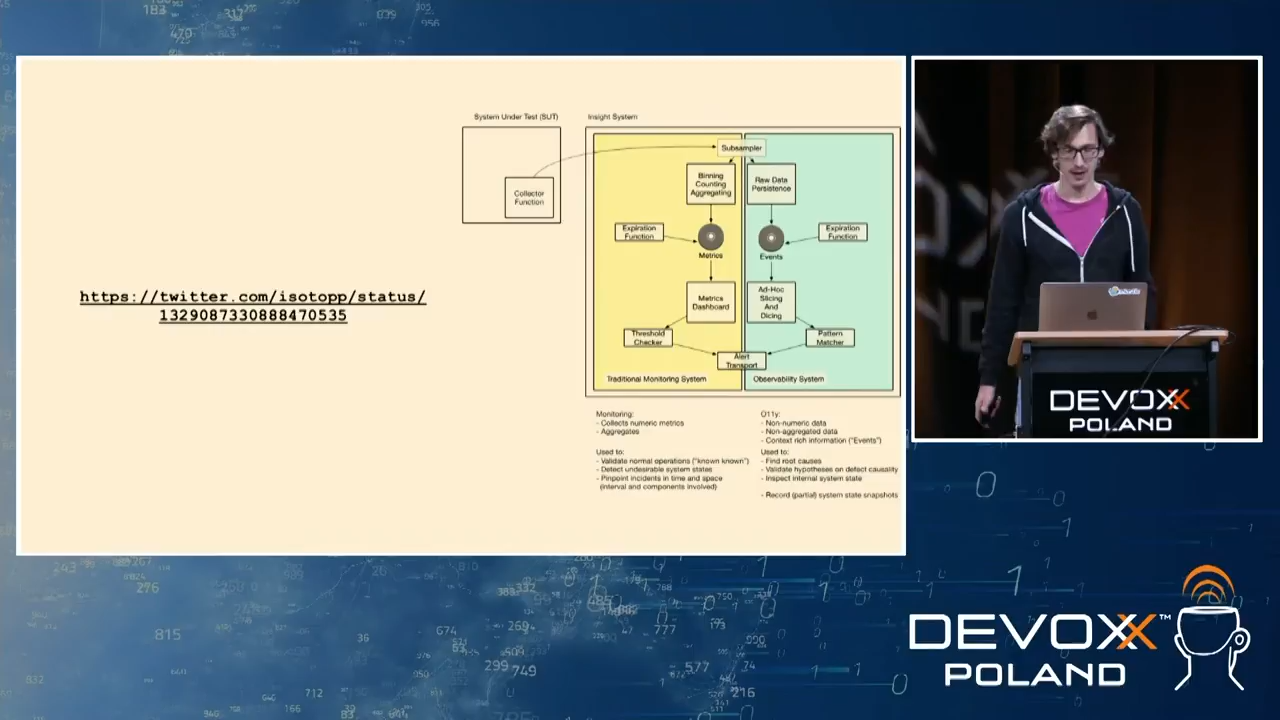 https://twitter.com/isotopp/status/
1329087330888470535
System Under Test (SUT)
Collector
Function
Insight System
Subsampler
Binning
Counting
Aggregating
Raw Data
Persistence
Expiration
Function
Expiration
Function
Metrics
Events
Metrics
Dashboard
Ad-Hoc
Slicing
And
Dicing
Threshold
Checker
Pattern
Matcher
Alert
Transport
Traditional Monitoring System
Observability System
Monitoring:
- Collects numeric metrics
- Aggregates
Used to:
- Validate normal operations ("known known")
- Detect undesirable system states
- Pinpoint incidents in time and space
(Interval and components involved)
O11y:
- Non-numeric data
- Non-aggregated data
- Context rich information ("Events")
Used to:
- Find root causes
- Validate hypotheses on defect causality
- Inspect internal system state
- Record (partial) system state snapshots
DEVOXX
POLAND
DEVOXX™
POLAND